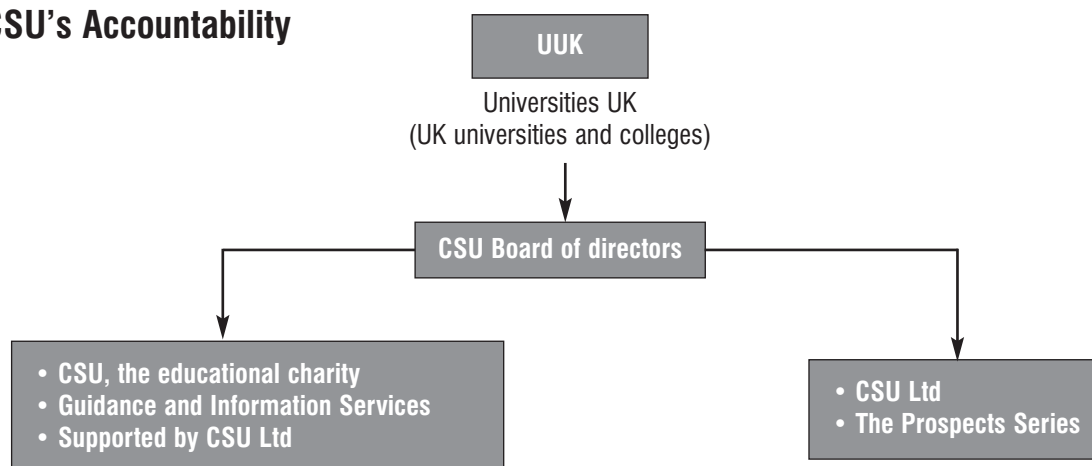 CSU's Accountability
UUK
Universities UK
(UK universities and colleges)
CSU Board of directors
• CSU, the educational charity
• Guidance and Information Services
• Supported by CSU Ltd
• CSU Ltd
• The Prospects Series